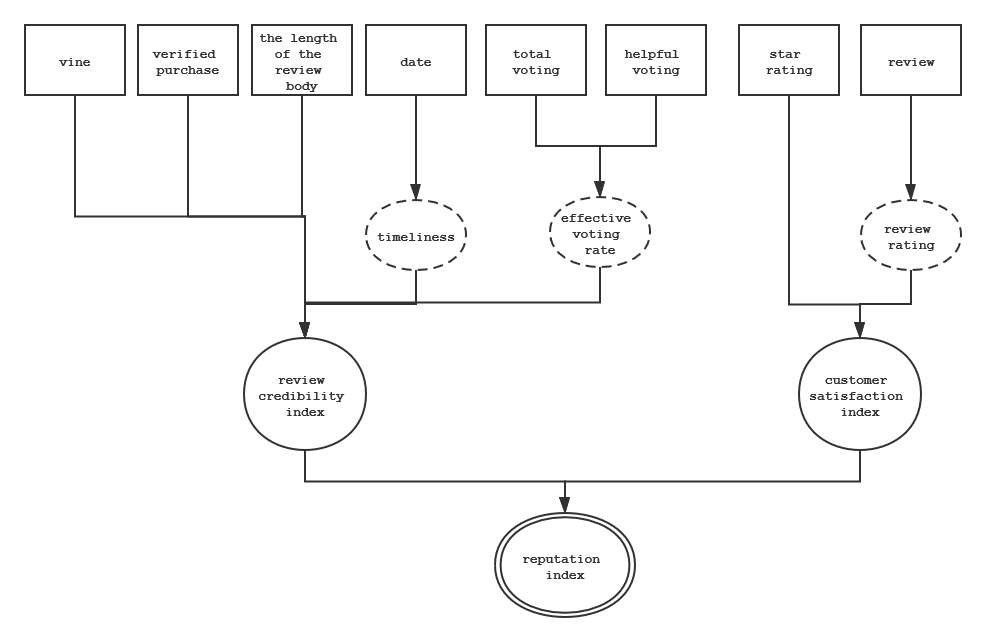 vine
verified
purchase
the length
of the
review
body
date
total
voting
helpful
voting
star
rating
review
timeliness
effective
voting
rate
review
rating
review
credibility
index
customer
satisfaction
index
reputation
index